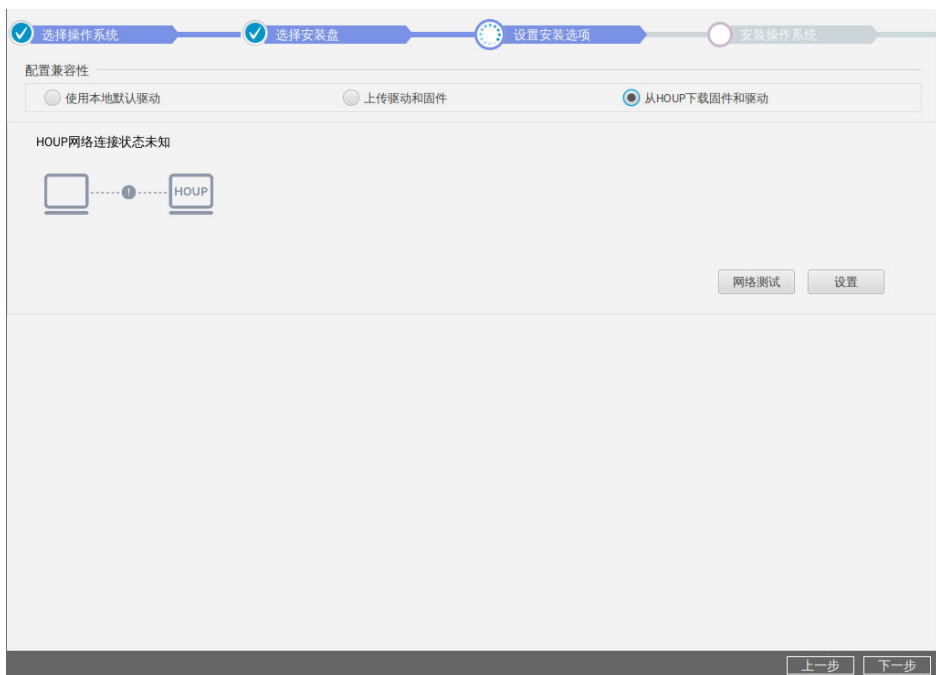 选择操作系统 选择安装盘 设置安装选项 安装操作系统
配置兼容性
使用本地默认驱动 上传驱动和固件 从HOUP下载固件和驱动
HOUP网络连接状态未知
! HOUP
网络测试 设置
上一步 下一步